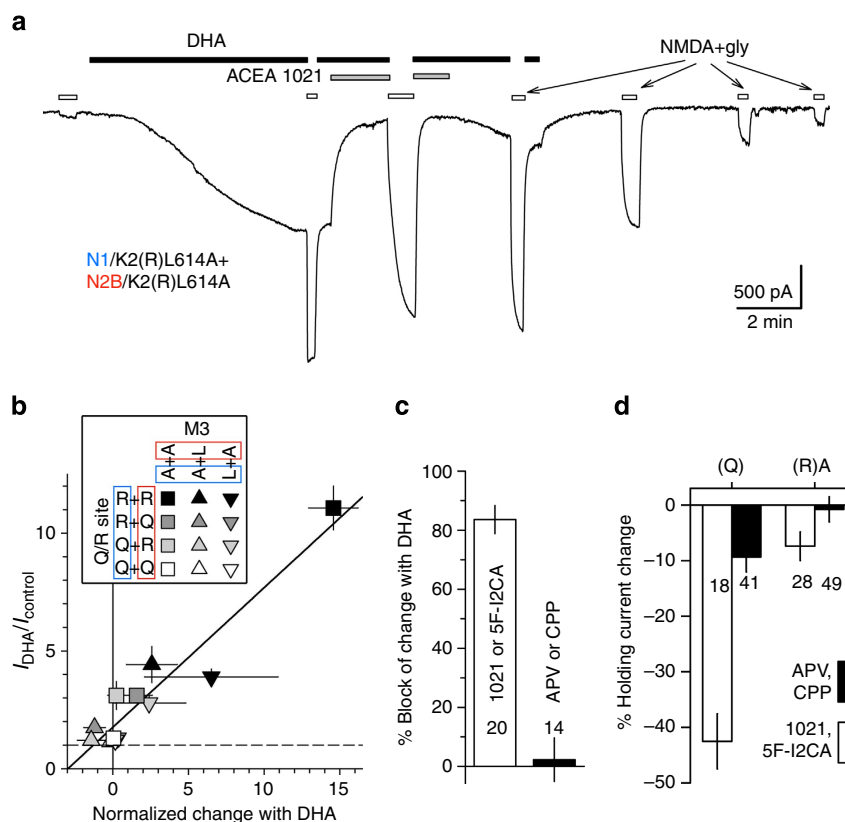 a
DHA
ACEA 1021
NMDA+gly
N1/K2(R)L614A+
N2B/K2(R)L614A
500 pA
2 min
b
M3
A+A
A+L
L+A
Q/R site
R+R
R+Q
Q+R
Q+Q
I_DHA/I_control
10
5
0
0
5
10
15
Normalized change with DHA
c
% Block of change with DHA
100
80
60
40
20
0
1021 or 5F-I2CA
20
APV or CPP
14
d
(Q)
(R)A
% Holding current change
0
−10
−20
−30
−40
−50
18
41
28
49
APV,
CPP
1021,
5F-I2CA